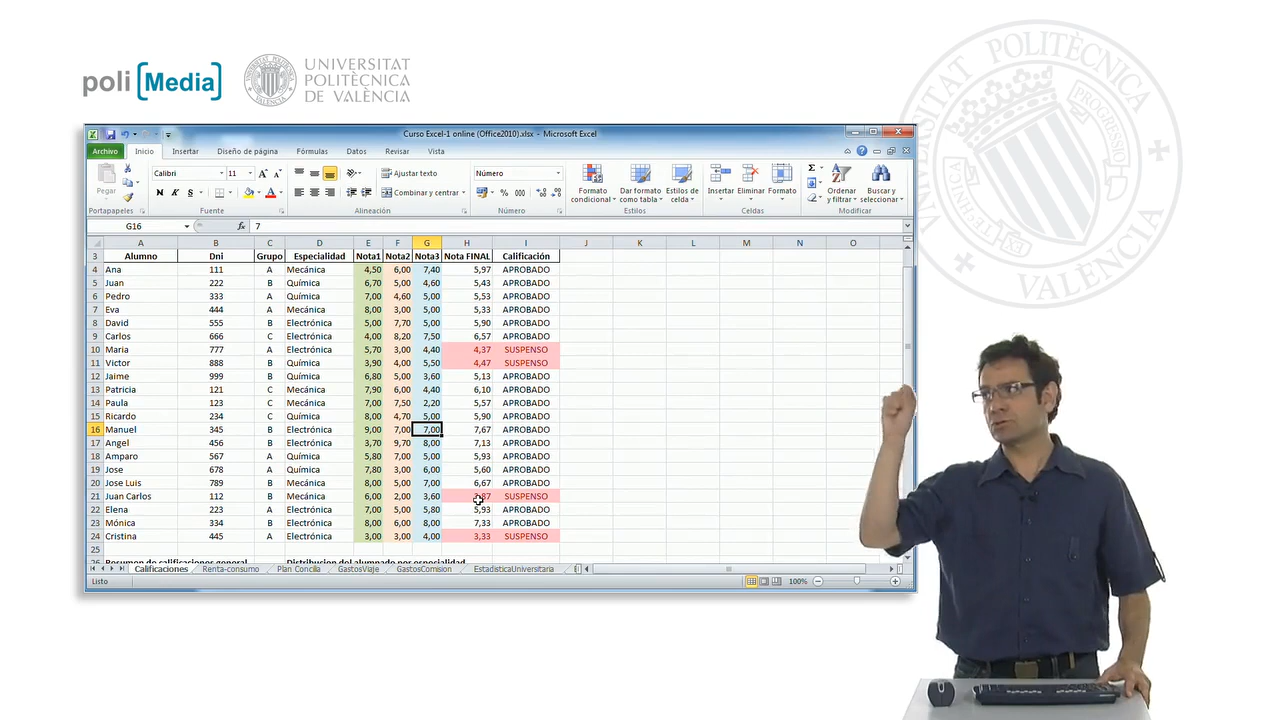 poli [Media]
UNIVERSITAT
POLITÈCNICA
DE VALÈNCIA
UNIVERSITAT POLITÈCNICA
DE VALÈNCIA
Curso Excel-1 online (Office2010).xlsx - Microsoft Excel
Archivo Inicio Insertar Diseño de página Fórmulas Datos Revisar Vista
Pegar Calibri 11 Ajustar texto Número
N K S Combinar y centrar % 000
Formato condicional Dar formato como tabla Estilos de celda Insertar Eliminar Formato Ordenar y filtrar Buscar y seleccionar
Portapapeles Fuente Alineación Número Estilos Celdas Modificar
G16 fx 7
A B C D E F G H I J K L M N O
3 Alumno Dni Grupo Especialidad Nota1 Nota2 Nota3 Nota FINAL Calificación
4 Ana 111 A Mecánica 4,50 6,00 7,40 5,97 APROBADO
5 Juan 222 B Química 6,70 5,00 4,60 5,43 APROBADO
6 Pedro 333 A Química 7,00 4,60 5,00 5,53 APROBADO
7 Eva 444 A Mecánica 8,00 3,00 5,00 5,33 APROBADO
8 David 555 B Electrónica 5,00 7,70 5,00 5,90 APROBADO
9 Carlos 666 C Electrónica 4,00 8,20 7,50 6,57 APROBADO
10 Maria 777 A Mecánica 5,70 3,00 4,40 4,37 SUSPENSO
11 Victor 888 B Química 3,90 4,00 5,50 4,47 SUSPENSO
12 Jaime 999 B Química 6,80 5,00 3,60 5,13 APROBADO
13 Patricia 121 C Mecánica 7,90 6,00 4,40 6,10 APROBADO
14 Paula 123 C Mecánica 7,00 7,50 2,20 5,57 APROBADO
15 Ricardo 234 C Química 8,00 4,70 5,00 5,90 APROBADO
16 Manuel 345 B Electrónica 9,00 7,00 7,00 7,67 APROBADO
17 Angel 456 B Electrónica 3,70 9,70 8,00 7,13 APROBADO
18 Amparo 567 A Química 5,80 7,00 5,00 5,93 APROBADO
19 Jose 678 A Química 7,80 3,00 6,00 5,60 APROBADO
20 Jose Luis 789 B Electrónica 8,00 5,00 7,00 6,67 APROBADO
21 Juan Carlos 112 B Mecánica 6,00 2,00 3,60 SUSPENSO
22 Elena 223 A Electrónica 7,00 5,00 5,80 5,93 APROBADO
23 Mónica 334 B Electrónica 8,00 6,00 8,00 7,33 APROBADO
24 Cristina 445 A Electrónica 3,00 3,00 4,00 3,33 SUSPENSO
25
26 Resumen de calificaciones general Distribucion del alumnado por especialidad
Calificaciones Renta-consumo Plan Concilia GastosViaje GastosComision EstadisticaUniversitaria
Listo 100%